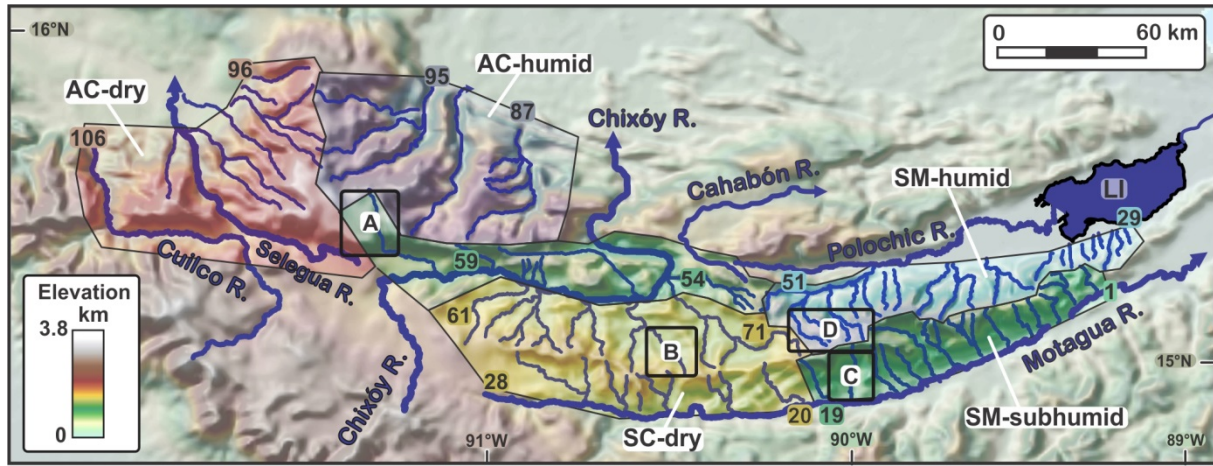 16°N
0 60 km
96
95
AC-humid
AC-dry
87
106
Chixóy R.
Cahabón R.
SM-humid
LI
A
29
Polochic R.
Cuilco R.
Selegua R.
59
54
51
1
Elevation
km
3.8
0
61
71
D
B
Motagua R.
15°N
C
28
Chixóy R.
20
19
SM-subhumid
SC-dry
91°W
90°W
89°W